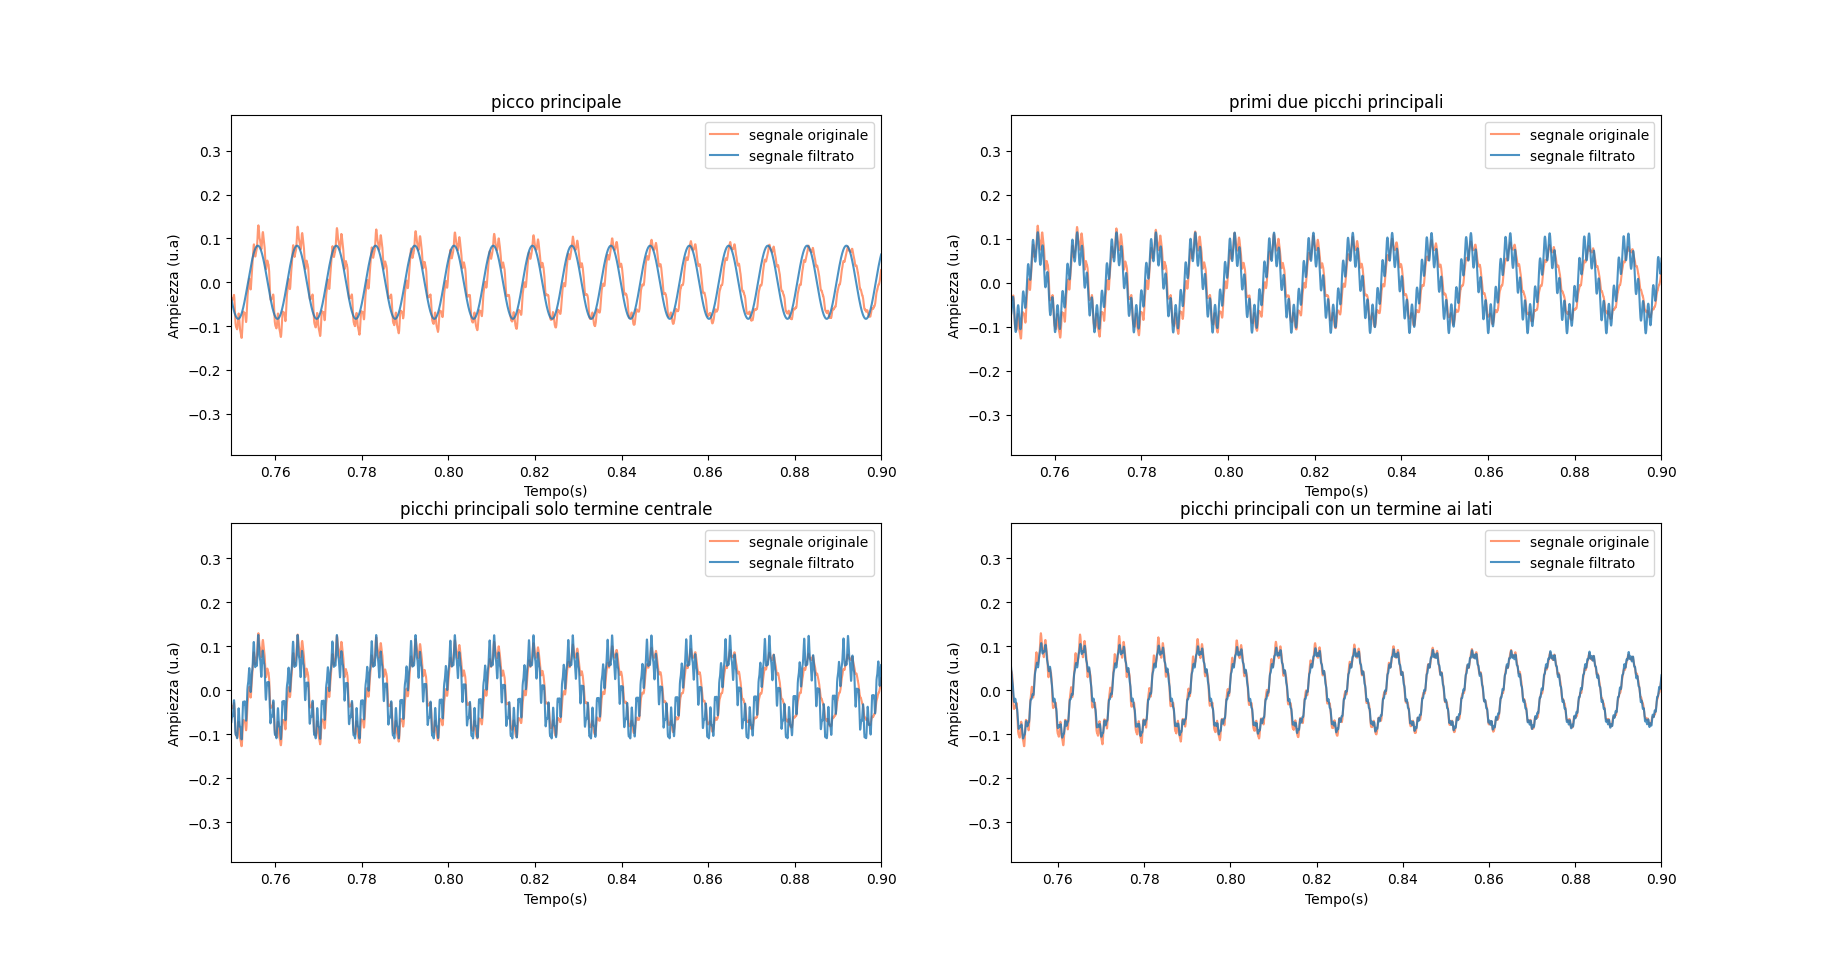 picco principale
segnale originale
segnale filtrato
Ampiezza (u.a)
0.3
0.2
0.1
0.0
−0.1
−0.2
−0.3
0.76 0.78 0.80 0.82 0.84 0.86 0.88 0.90
Tempo(s)
primi due picchi principali
segnale originale
segnale filtrato
Ampiezza (u.a)
0.3
0.2
0.1
0.0
−0.1
−0.2
−0.3
0.76 0.78 0.80 0.82 0.84 0.86 0.88 0.90
Tempo(s)
picchi principali solo termine centrale
segnale originale
segnale filtrato
Ampiezza (u.a)
0.3
0.2
0.1
0.0
−0.1
−0.2
−0.3
0.76 0.78 0.80 0.82 0.84 0.86 0.88 0.90
Tempo(s)
picchi principali con un termine ai lati
segnale originale
segnale filtrato
Ampiezza (u.a)
0.3
0.2
0.1
0.0
−0.1
−0.2
−0.3
0.76 0.78 0.80 0.82 0.84 0.86 0.88 0.90
Tempo(s)